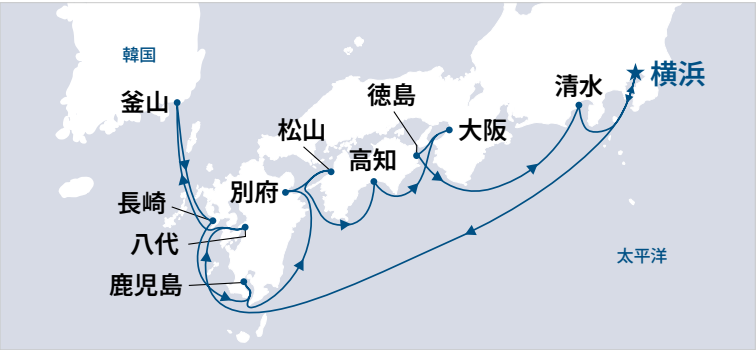 韓国
釜山
徳島
清水
横浜
松山
大阪
高知
別府
長崎
八代
太平洋
鹿児島